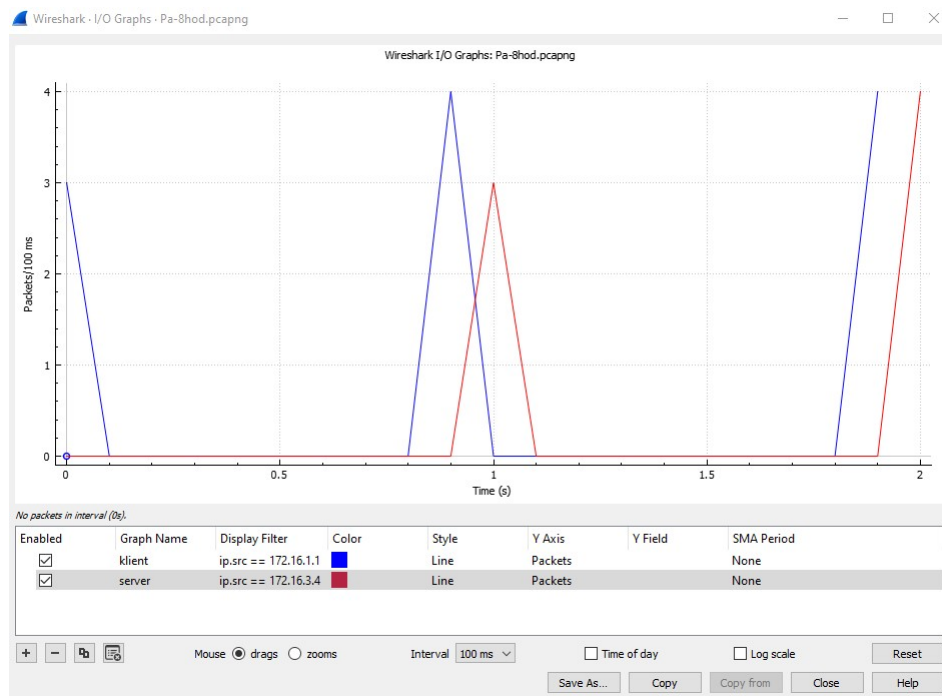 Wireshark · I/O Graphs · Pa-8hod.pcapng
Wireshark I/O Graphs: Pa-8hod.pcapng
4
3
2
1
0
Packets/100 ms
0 0.5 1 1.5 2
Time (s)
No packets in interval (0s).
Enabled Graph Name Display Filter Color Style Y Axis Y Field SMA Period
klient ip.src == 172.16.1.1 Line Packets None
server ip.src == 172.16.3.4 Line Packets None
+ − Mouse drags zooms Interval 100 ms Time of day Log scale Reset
Save As... Copy Copy from Close Help